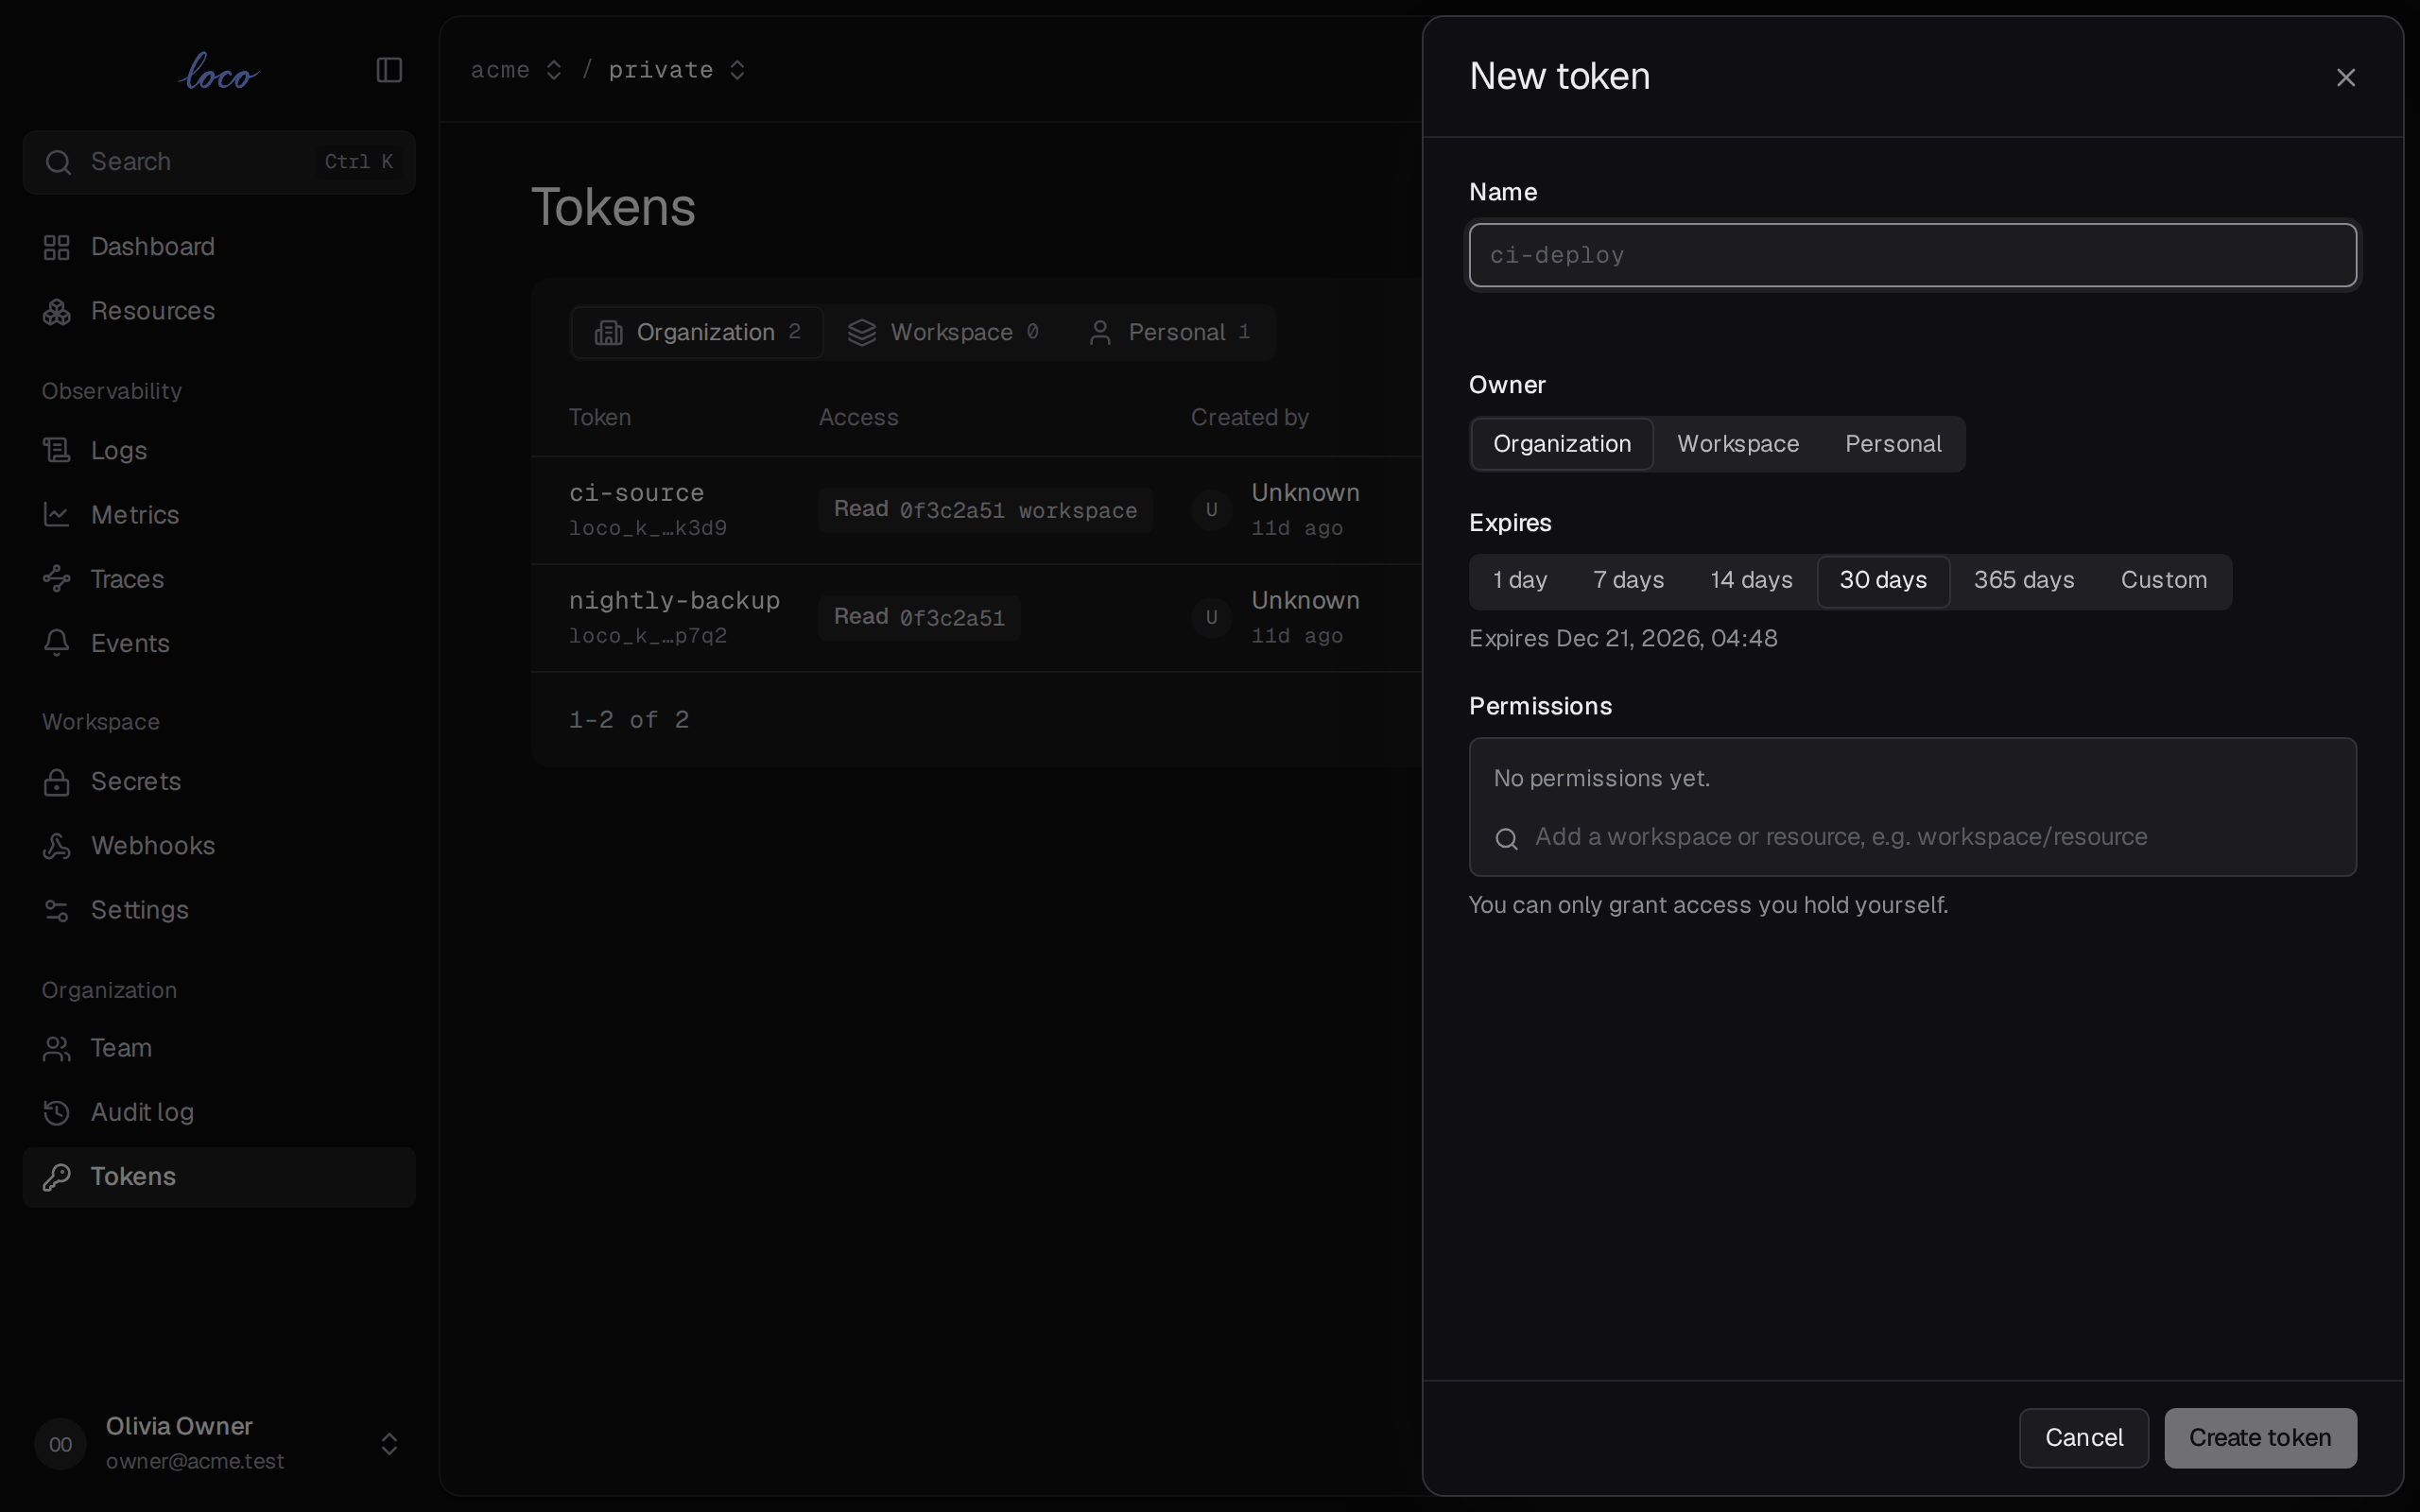 loco
Search Ctrl K
Dashboard
Resources
Observability
Logs
Metrics
Traces
Events
Workspace
Secrets
Webhooks
Settings
Organization
Team
Audit log
Tokens
OO Olivia Owner
owner@acme.test
acme / private
Tokens
Organization 2 Workspace 0 Personal 1
Token Access Created by
ci-source Read 0f3c2a51 workspace U Unknown
loco_k_…k3d9 11d ago
nightly-backup Read 0f3c2a51 U Unknown
loco_k_…p7q2 11d ago
1-2 of 2
New token
Name
ci-deploy
Owner
Organization Workspace Personal
Expires
1 day 7 days 14 days 30 days 365 days Custom
Expires Dec 21, 2026, 04:48
Permissions
No permissions yet.
Add a workspace or resource, e.g. workspace/resource
You can only grant access you hold yourself.
Cancel Create token